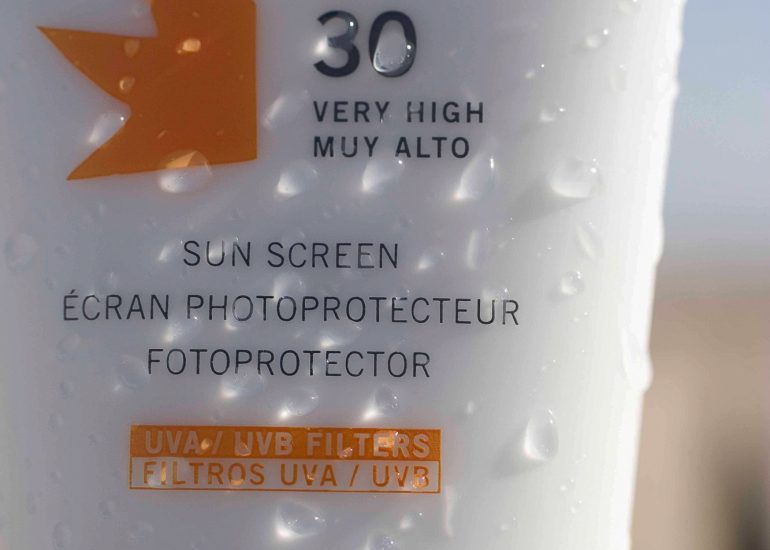 30
VERY HIGH
MUY ALTO
SUN SCREEN
ÉCRAN PHOTOPROTECTEUR
FOTOPROTECTOR
UVA / UVB FILTERS
FILTROS UVA / UVB